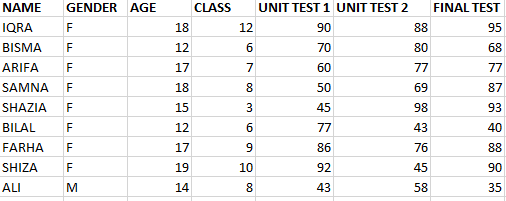 NAME GENDER AGE CLASS UNIT TEST 1 UNIT TEST 2 FINAL TEST
IQRA F 18 12 90 88 95
BISMA F 12 6 70 80 68
ARIFA F 17 7 60 77 77
SAMNA F 18 8 50 69 87
SHAZIA F 15 3 45 98 93
BILAL F 12 6 77 43 40
FARHA F 17 9 86 76 88
SHIZA F 19 10 92 45 90
ALI M 14 8 43 58 35